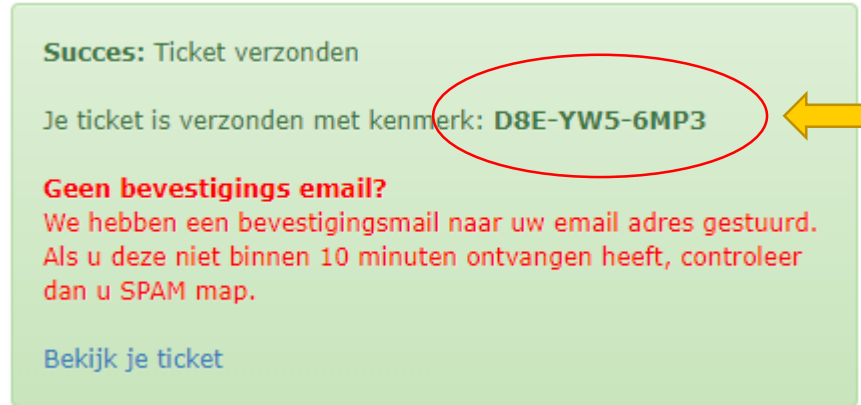 Succes: Ticket verzonden
Je ticket is verzonden met kenmerk: D8E-YW5-6MP3
Geen bevestigings email?
We hebben een bevestigingsmail naar uw email adres gestuurd.
Als u deze niet binnen 10 minuten ontvangen heeft, controleer
dan u SPAM map.
Bekijk je ticket